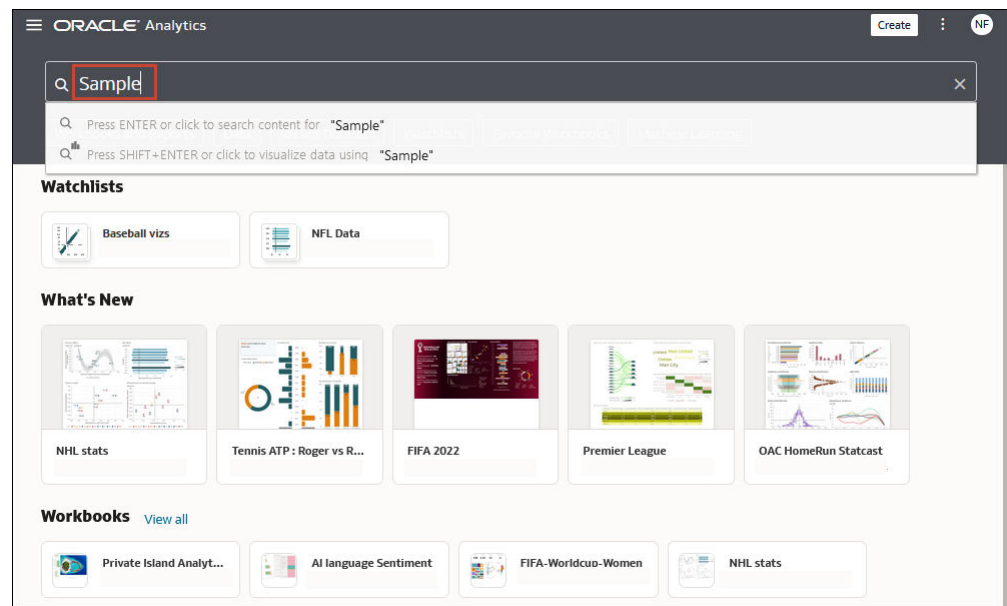 ORACLE Analytics
Create
NF
Sample
Press ENTER or click to search content for "Sample"
Press SHIFT+ENTER or click to visualize data using "Sample"
Watchlists
Baseball vizs
NFL Data
What's New
NHL stats
Tennis ATP : Roger vs R...
FIFA 2022
Premier League
OAC HomeRun Statcast
Workbooks View all
Private Island Analyt...
AI language Sentiment
FIFA-Worldcup-Women
NHL stats